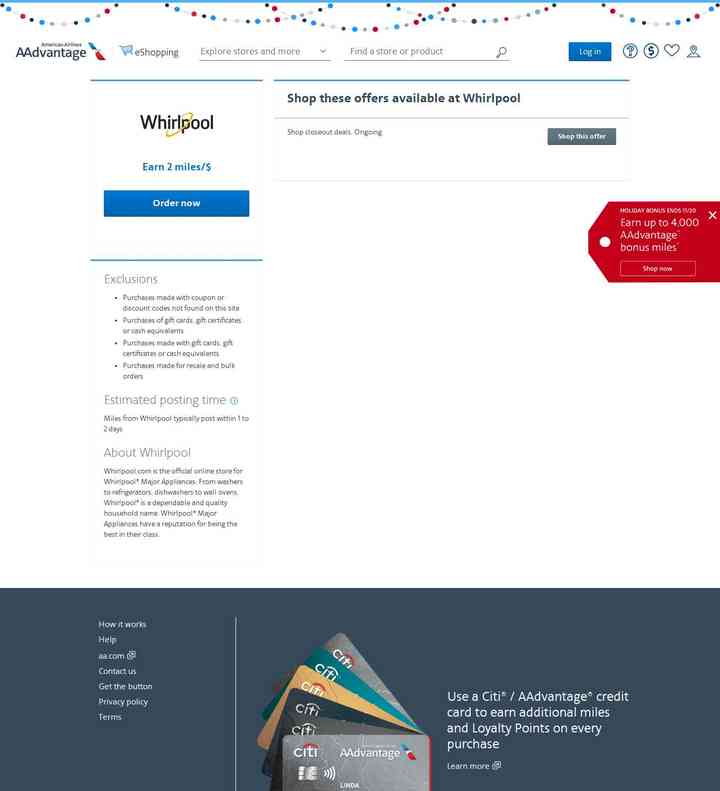 American Airlines
AAdvantage
eShopping
Explore stores and more
Find a store or product
Log in
Whirlpool
Earn 2 miles/$
Order now
Shop these offers available at Whirlpool
Shop closeout deals. Ongoing.
Shop this offer
HOLIDAY BONUS ENDS 11/20
Earn up to 4,000
AAdvantage®
bonus miles*
Shop now
Exclusions
• Purchases made with coupon or
discount codes not found on this site
• Purchases of gift cards, gift certificates
or cash equivalents
• Purchases made with gift cards, gift
certificates or cash equivalents
• Purchases made for resale and bulk
orders
Estimated posting time
Miles from Whirlpool typically post within 1 to
2 days
About Whirlpool
Whirlpool.com is the official online store for
Whirlpool® Major Appliances. From washers
to refrigerators, dishwashers to wall ovens,
Whirlpool® is a dependable and quality
household name. Whirlpool® Major
Appliances have a reputation for being the
best in their class.
How it works
Help
aa.com
Contact us
Get the button
Privacy policy
Terms
citi
citi
citi
citi
citi
citi
AAdvantage
LINDA
Use a Citi® / AAdvantage® credit
card to earn additional miles
and Loyalty Points on every
purchase
Learn more